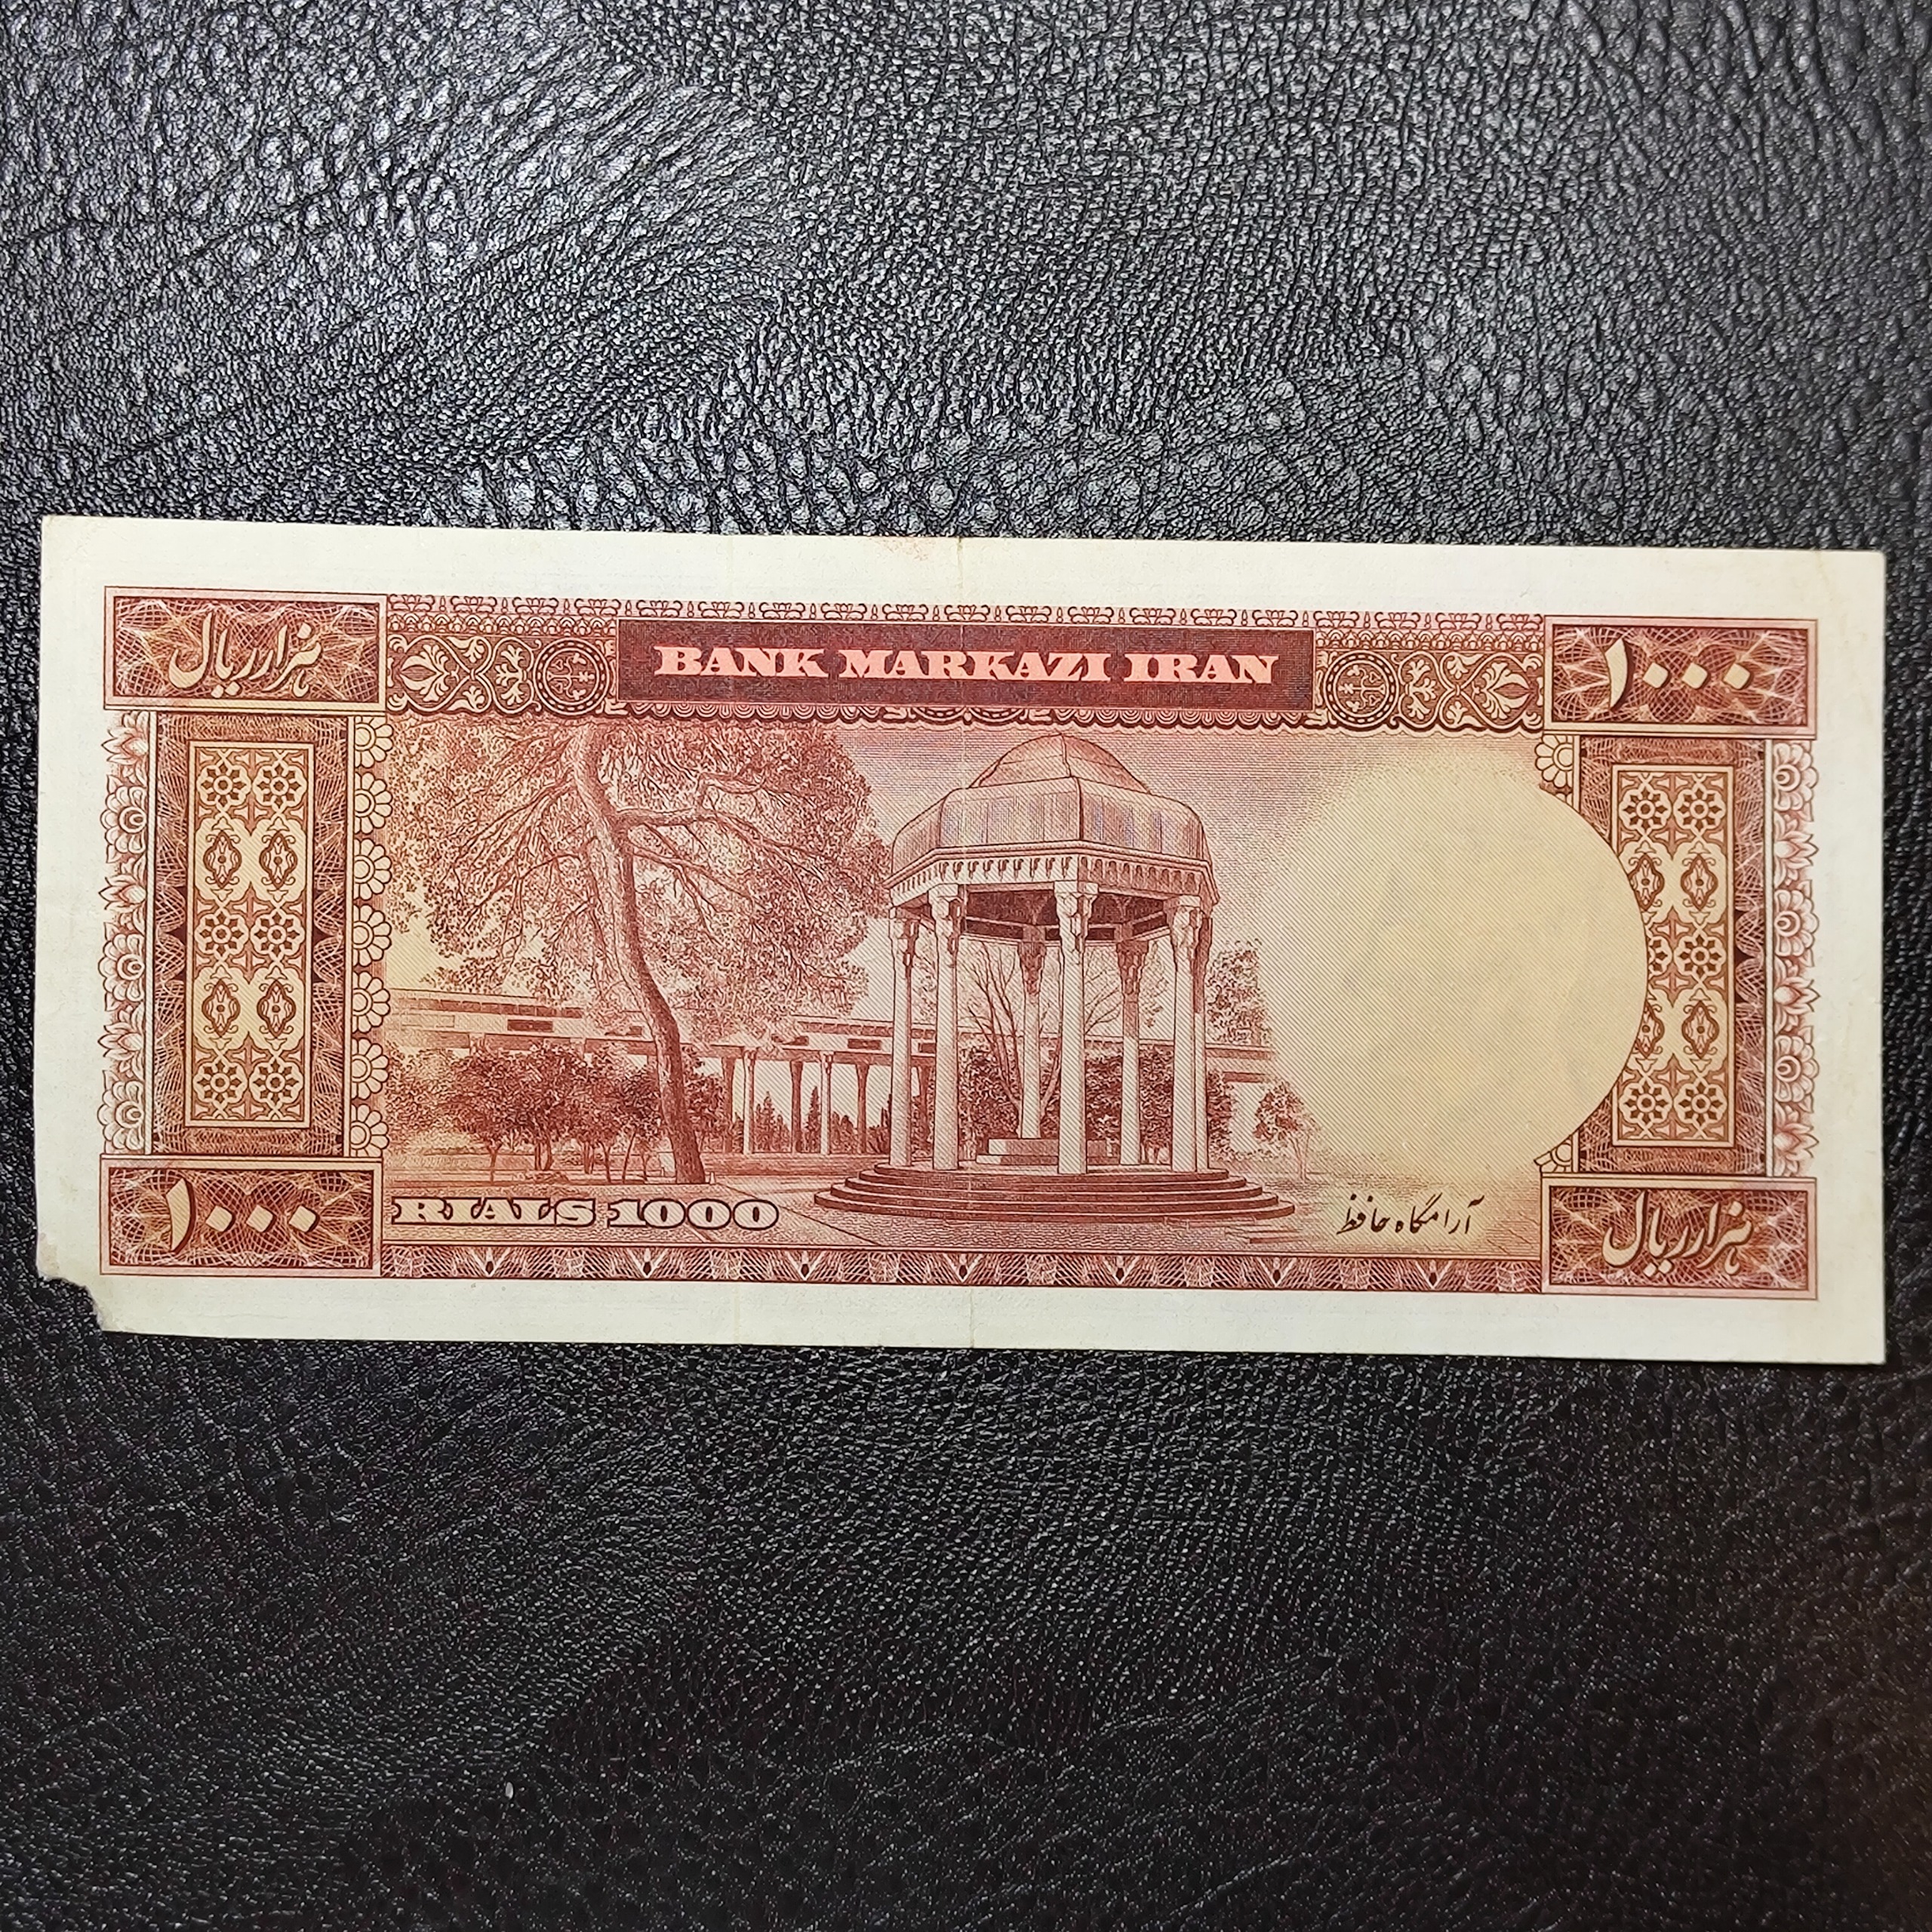 هزار ریال
BANK MARKAZI IRAN
۱۰۰۰
۱۰۰۰
RIALS 1000
آرامگاه حافظ
هزار ریال